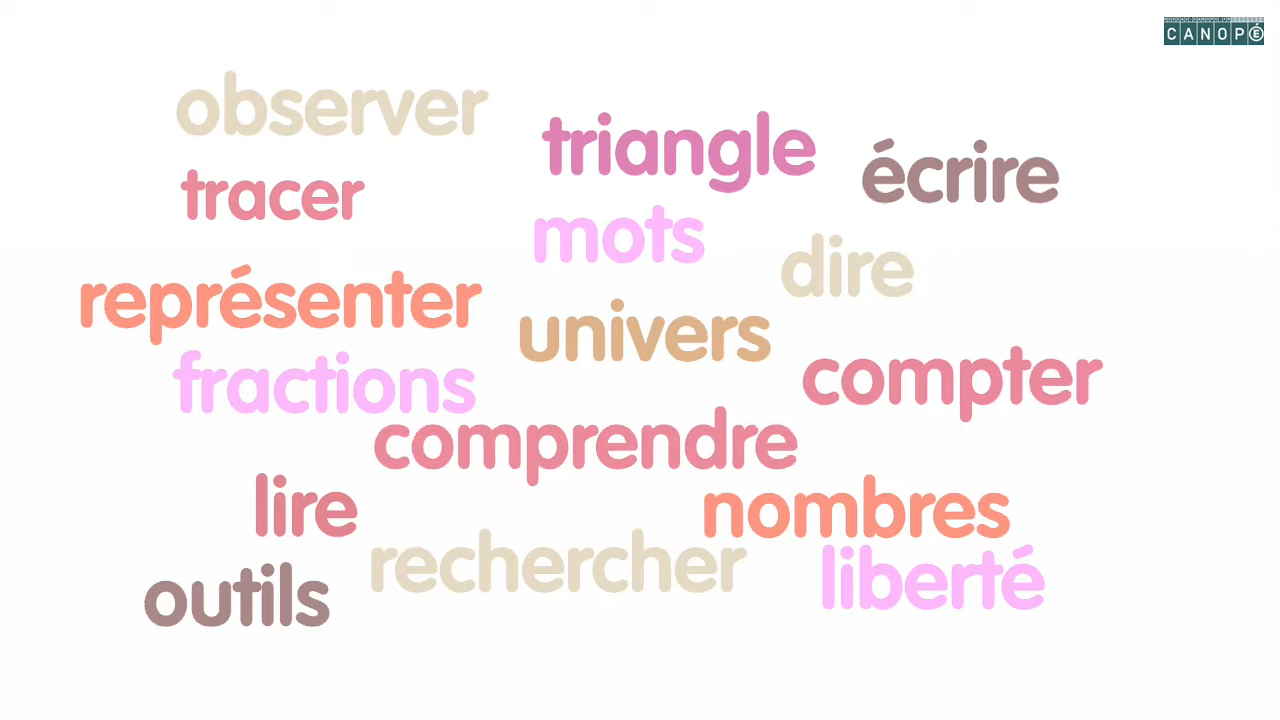 CANOPÉ
observer
triangle
écrire
tracer
mots
dire
représenter
univers
fractions
compter
comprendre
lire
nombres
rechercher
liberté
outils